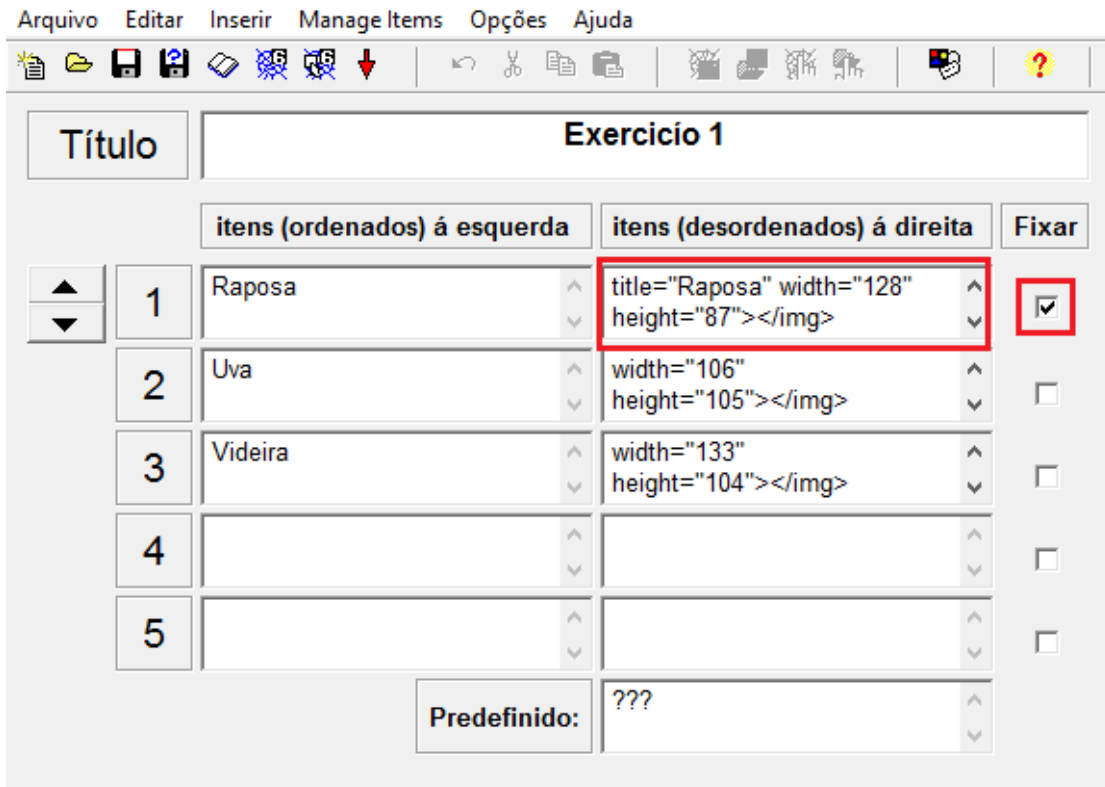 Arquivo Editar Inserir Manage Items Opções Ajuda
Título
Exercicío 1
itens (ordenados) á esquerda
itens (desordenados) á direita
Fixar
1
Raposa
title="Raposa" width="128"
height="87"></img>
2
Uva
width="106"
height="105"></img>
3
Videira
width="133"
height="104"></img>
4
5
Predefinido:
???